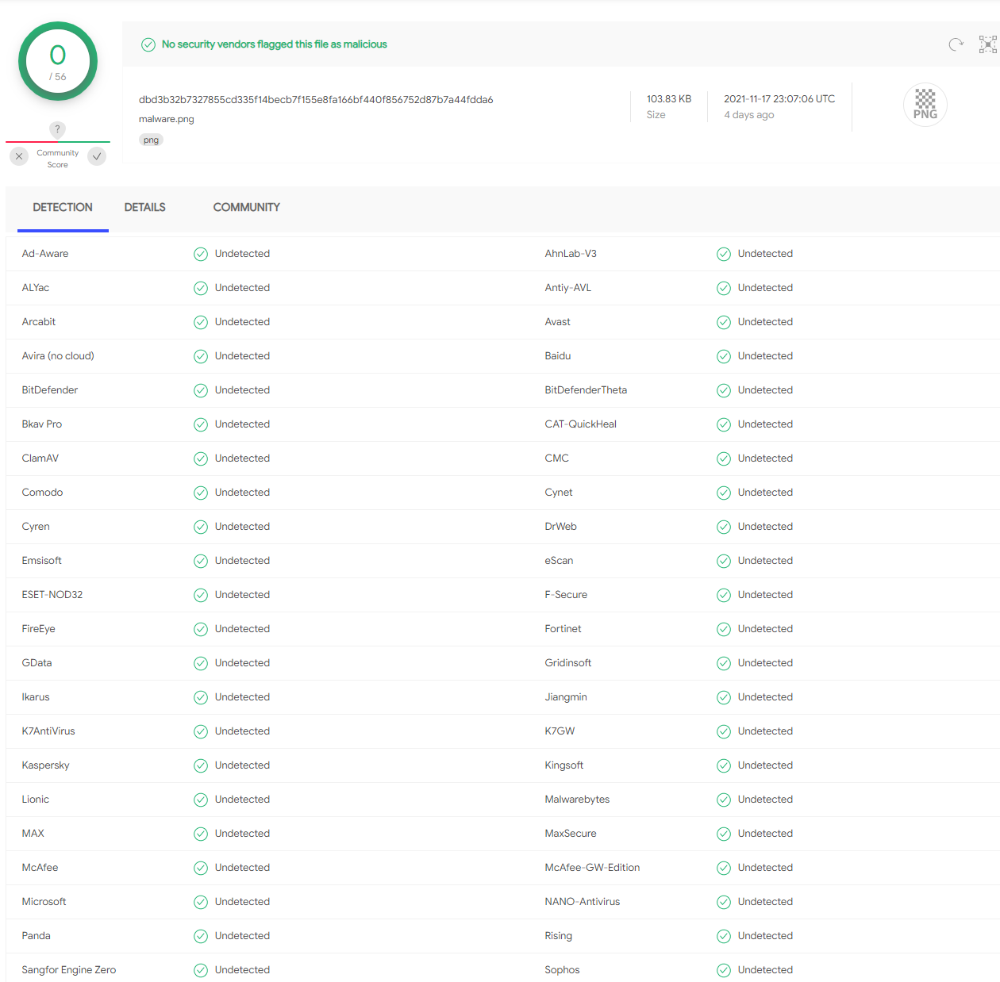 0
/ 56
?
Community
Score
No security vendors flagged this file as malicious
dbd3b32b7327855cd335f14becb7f155e8fa166bf440f856752d87b7a44fdda6
malware.png
png
103.83 KB
Size
2021-11-17 23:07:06 UTC
4 days ago
PNG
DETECTION DETAILS COMMUNITY
Ad-Aware Undetected AhnLab-V3 Undetected
ALYac Undetected Antiy-AVL Undetected
Arcabit Undetected Avast Undetected
Avira (no cloud) Undetected Baidu Undetected
BitDefender Undetected BitDefenderTheta Undetected
Bkav Pro Undetected CAT-QuickHeal Undetected
ClamAV Undetected CMC Undetected
Comodo Undetected Cynet Undetected
Cyren Undetected DrWeb Undetected
Emsisoft Undetected eScan Undetected
ESET-NOD32 Undetected F-Secure Undetected
FireEye Undetected Fortinet Undetected
GData Undetected Gridinsoft Undetected
Ikarus Undetected Jiangmin Undetected
K7AntiVirus Undetected K7GW Undetected
Kaspersky Undetected Kingsoft Undetected
Lionic Undetected Malwarebytes Undetected
MAX Undetected MaxSecure Undetected
McAfee Undetected McAfee-GW-Edition Undetected
Microsoft Undetected NANO-Antivirus Undetected
Panda Undetected Rising Undetected
Sangfor Engine Zero Undetected Sophos Undetected